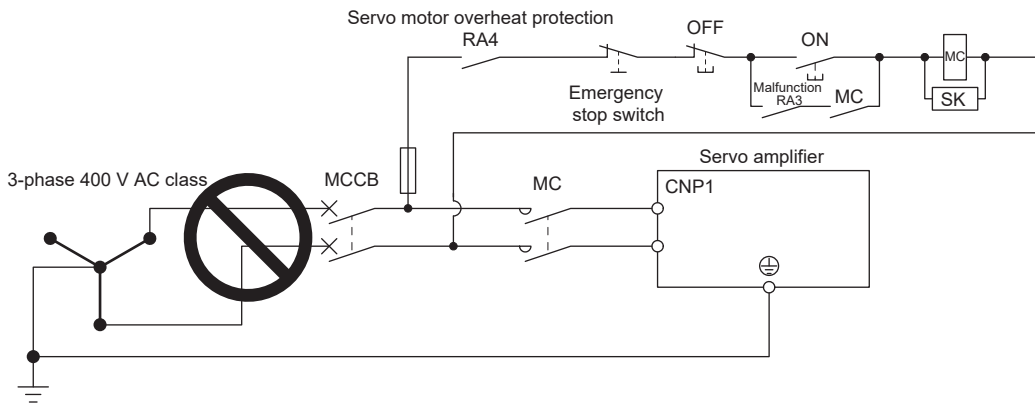 Servo motor overheat protection
RA4
OFF
ON
MC
Emergency
stop switch
Malfunction
RA3
MC
SK
3-phase 400 V AC class
MCCB
MC
Servo amplifier
CNP1